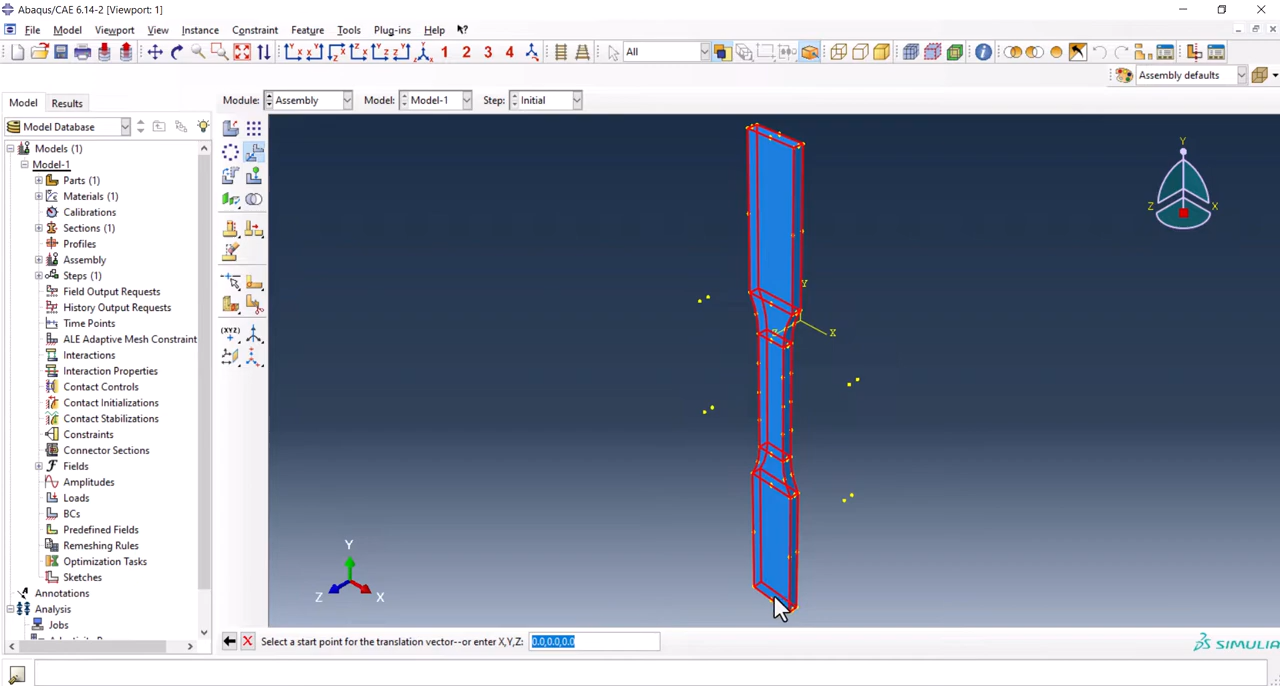 Abaqus/CAE 6.14-2 [Viewport: 1]
File Model Viewport View Instance Constraint Feature Tools Plug-ins Help
1 2 3 4 All
Assembly defaults
Model Results
Module: Assembly Model: Model-1 Step: Initial
Model Database
Models (1)
Model-1
Parts (1)
Materials (1)
Calibrations
Sections (1)
Profiles
Assembly
Steps (1)
Field Output Requests
History Output Requests
Time Points
ALE Adaptive Mesh Constraint
Interactions
Interaction Properties
Contact Controls
Contact Initializations
Contact Stabilizations
Constraints
Connector Sections
Fields
Amplitudes
Loads
BCs
Predefined Fields
Remeshing Rules
Optimization Tasks
Sketches
Annotations
Analysis
Jobs
Y
Z X
Y
X
Y
Z X
Select a start point for the translation vector--or enter X,Y,Z: 0.0,0.0,0.0
SIMULIA